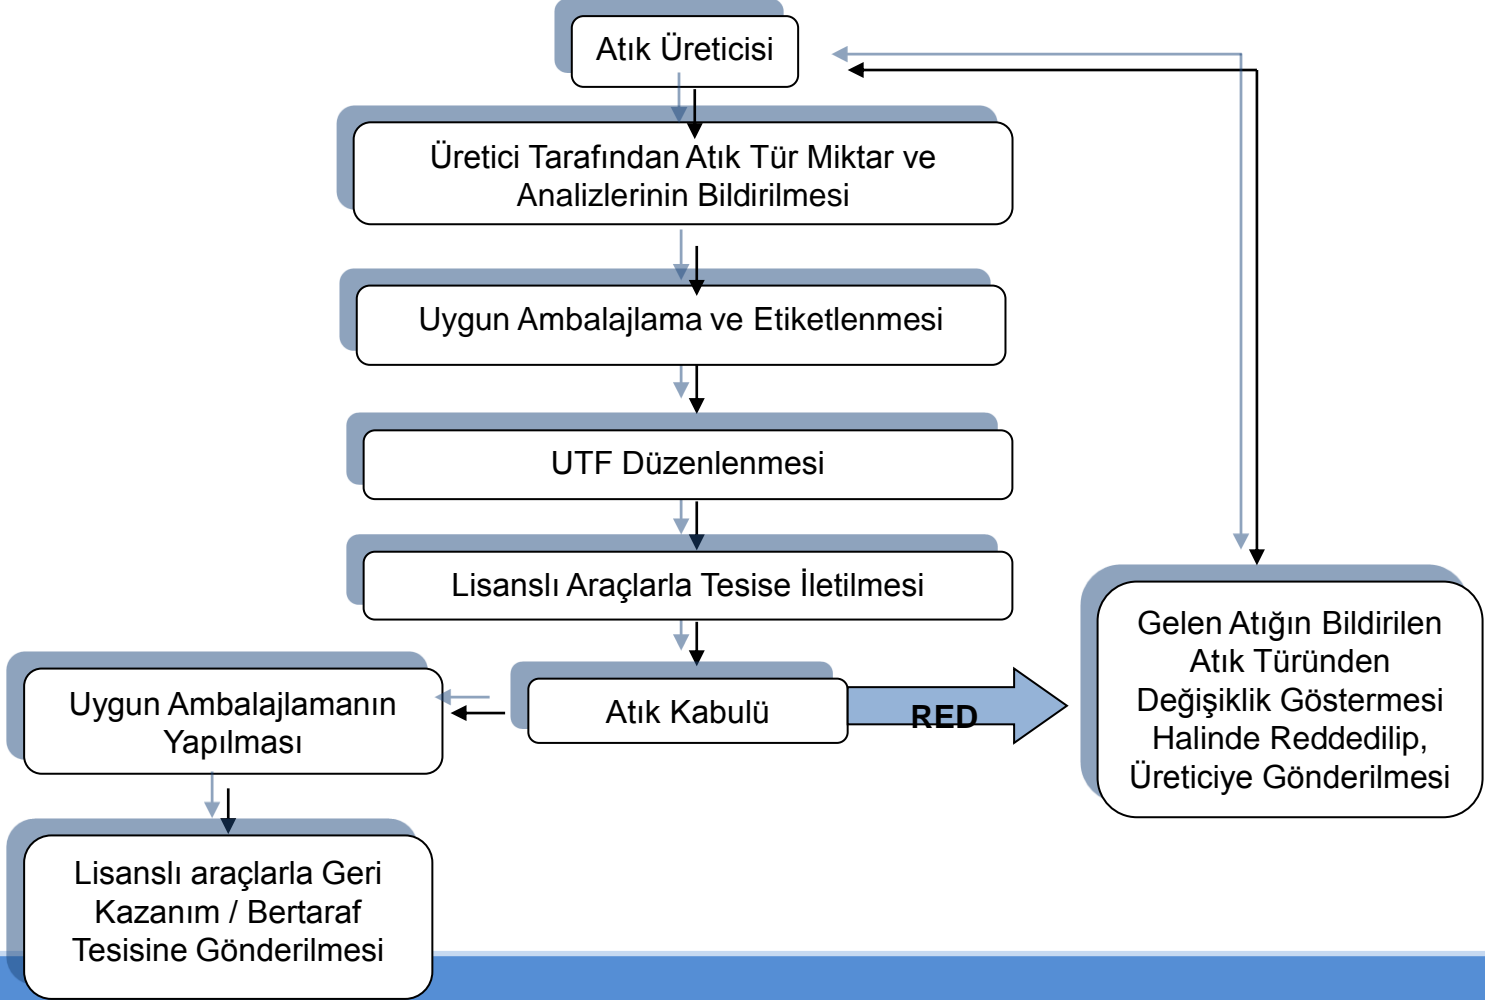 Atık Üreticisi
Üretici Tarafından Atık Tür Miktar ve
Analizlerinin Bildirilmesi
Uygun Ambalajlama ve Etiketlenmesi
UTF Düzenlenmesi
Lisanslı Araçlarla Tesise İletilmesi
Atık Kabulü
RED
Gelen Atığın Bildirilen
Atık Türünden
Değişiklik Göstermesi
Halinde Reddedilip,
Üreticiye Gönderilmesi
Uygun Ambalajlamanın
Yapılması
Lisanslı araçlarla Geri
Kazanım / Bertaraf
Tesisine Gönderilmesi